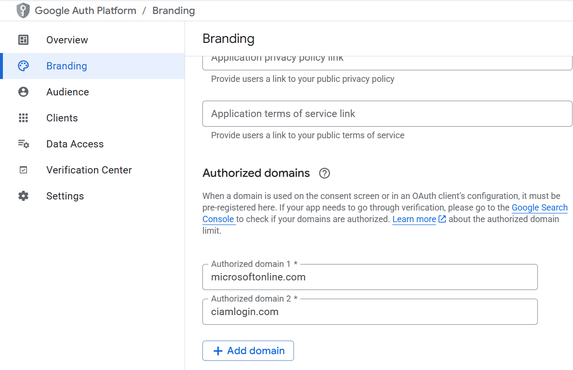 Google Auth Platform / Branding
Overview
Branding
Audience
Clients
Data Access
Verification Center
Settings
Branding
Application privacy policy link
Provide users a link to your public privacy policy
Application terms of service link
Provide users a link to your public terms of service
Authorized domains
When a domain is used on the consent screen or in an OAuth client's configuration, it must be
pre-registered here. If your app needs to go through verification, please go to the Google Search
Console to check if your domains are authorized. Learn more about the authorized domain
limit.
Authorized domain 1 *
microsoftonline.com
Authorized domain 2 *
ciamlogin.com
+ Add domain